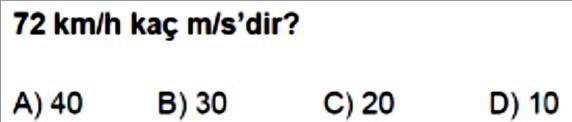 72 km/h kaç m/s’dir?
A) 40 B) 30 C) 20 D) 10